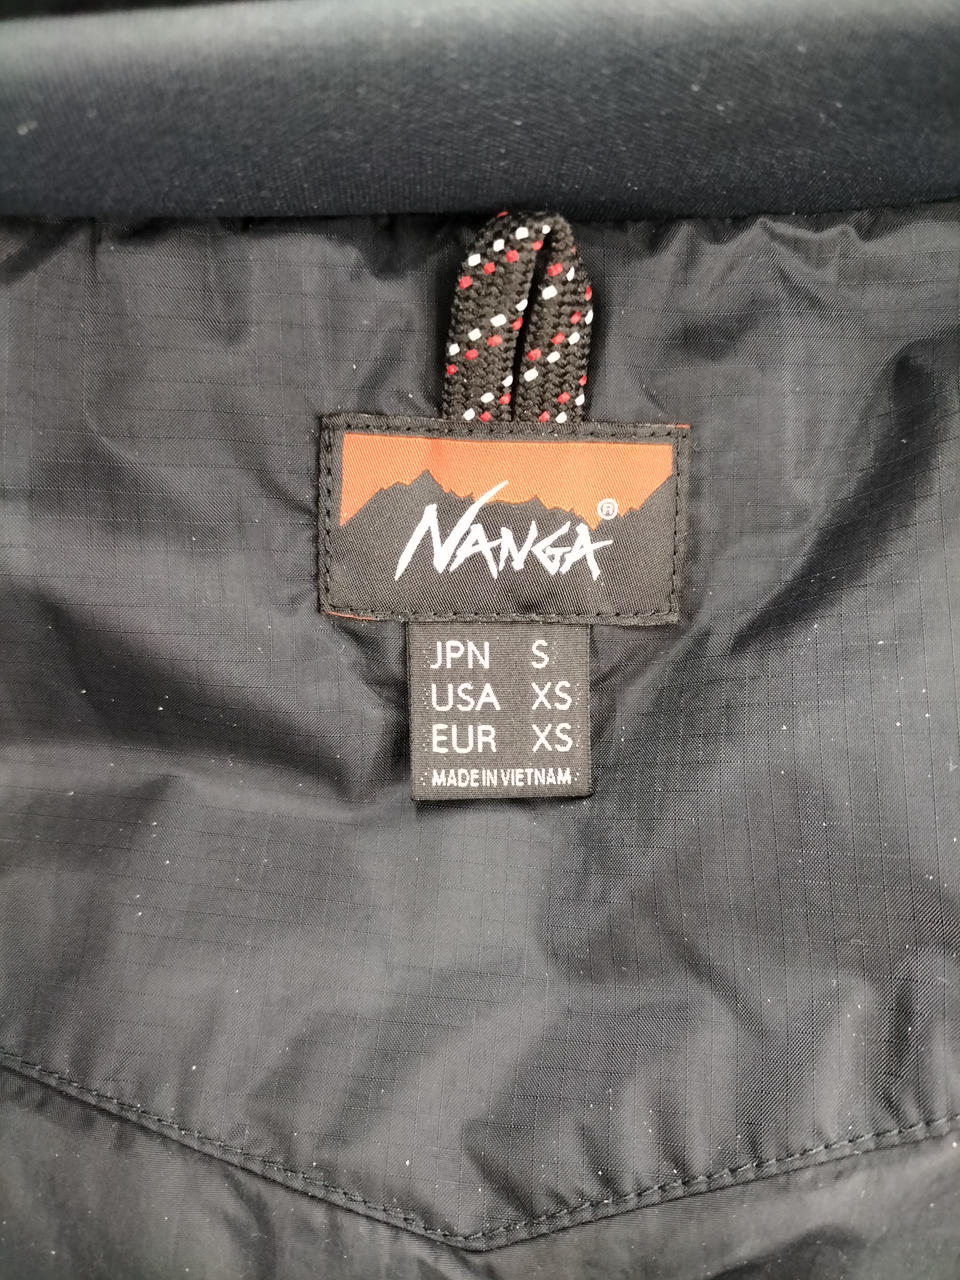 NANGA®
JPN S
USA XS
EUR XS
MADE IN VIETNAM